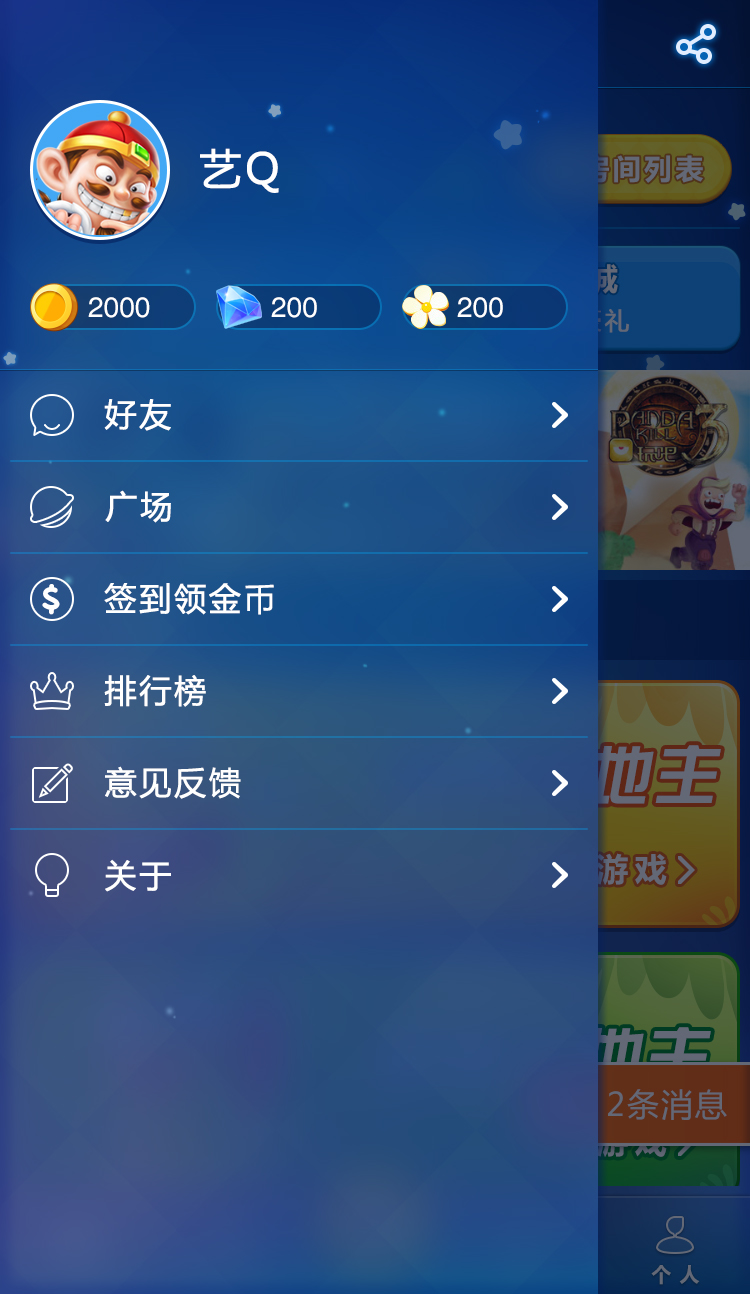 艺Q
2000
200
200
好友
广场
签到领金币
排行榜
意见反馈
关于
房间列表
城
礼
PANDA
KILL
3
地主
游戏
地主
2条消息
游戏
个人